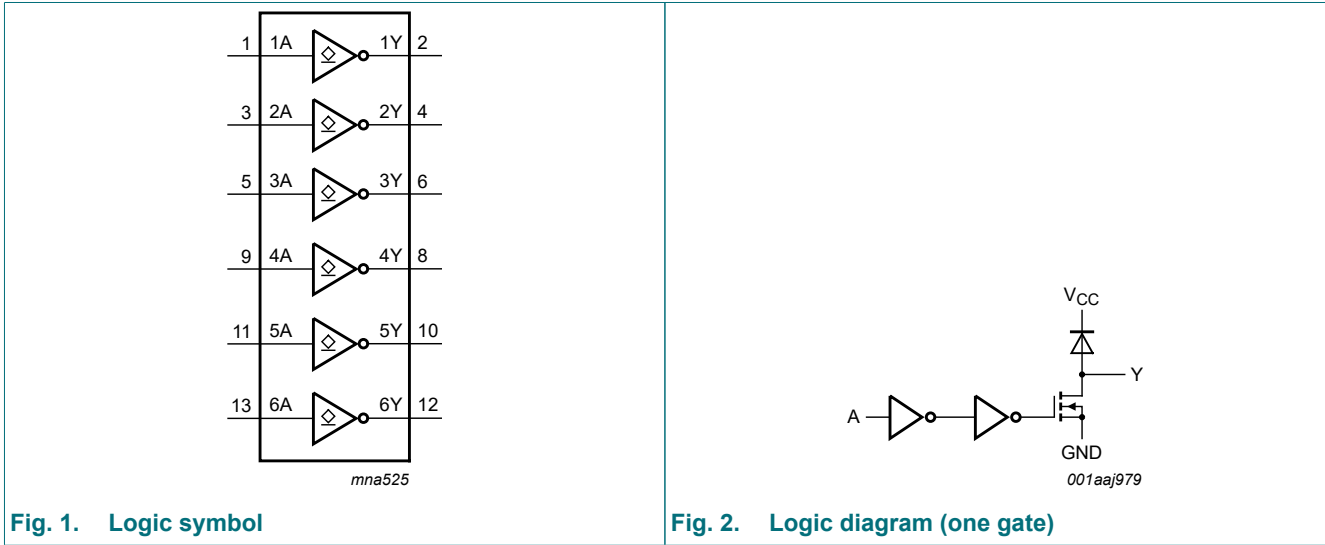 1 1A 1Y 2
3 2A 2Y 4
5 3A 3Y 6
9 4A 4Y 8
11 5A 5Y 10
13 6A 6Y 12
mna525
Fig. 1. Logic symbol
VCC
Y
A
GND
001aaj979
Fig. 2. Logic diagram (one gate)